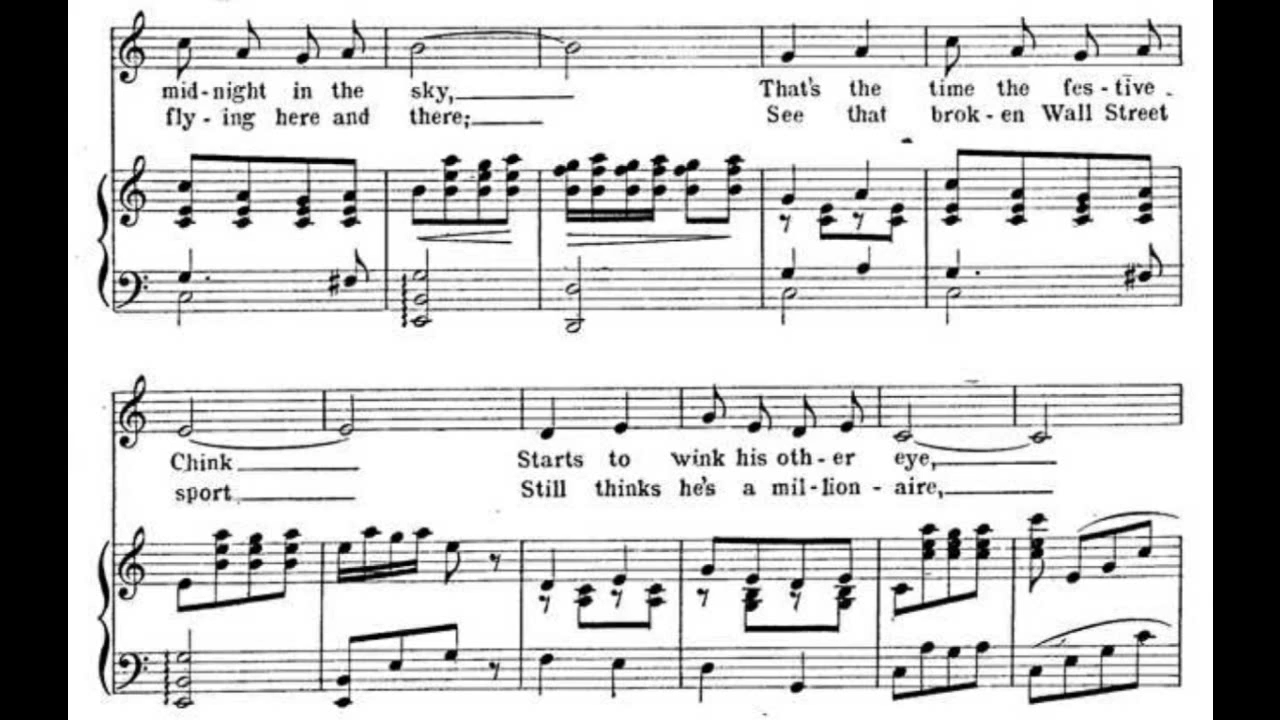 mid-night in the sky, That's the time the fes-tive
fly-ing here and there; See that brok-en Wall Street
Chink Starts to wink his oth-er eye,
sport Still thinks he's a mil-lion-aire,